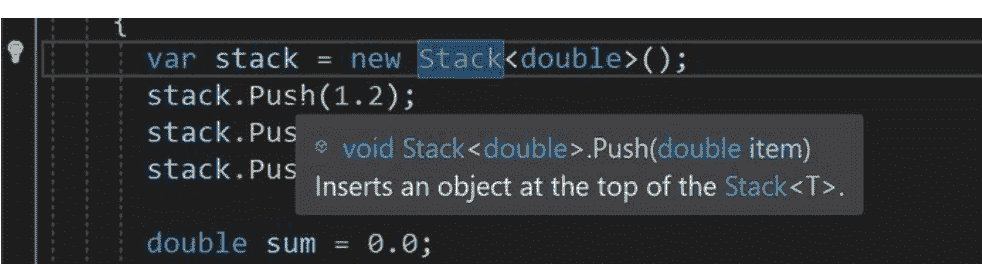 {
var stack = new Stack<double>();
stack.Push(1.2);
stack.Pus
stack.Pus
void Stack<double>.Push(double item)
Inserts an object at the top of the Stack<T>.
double sum = 0.0;